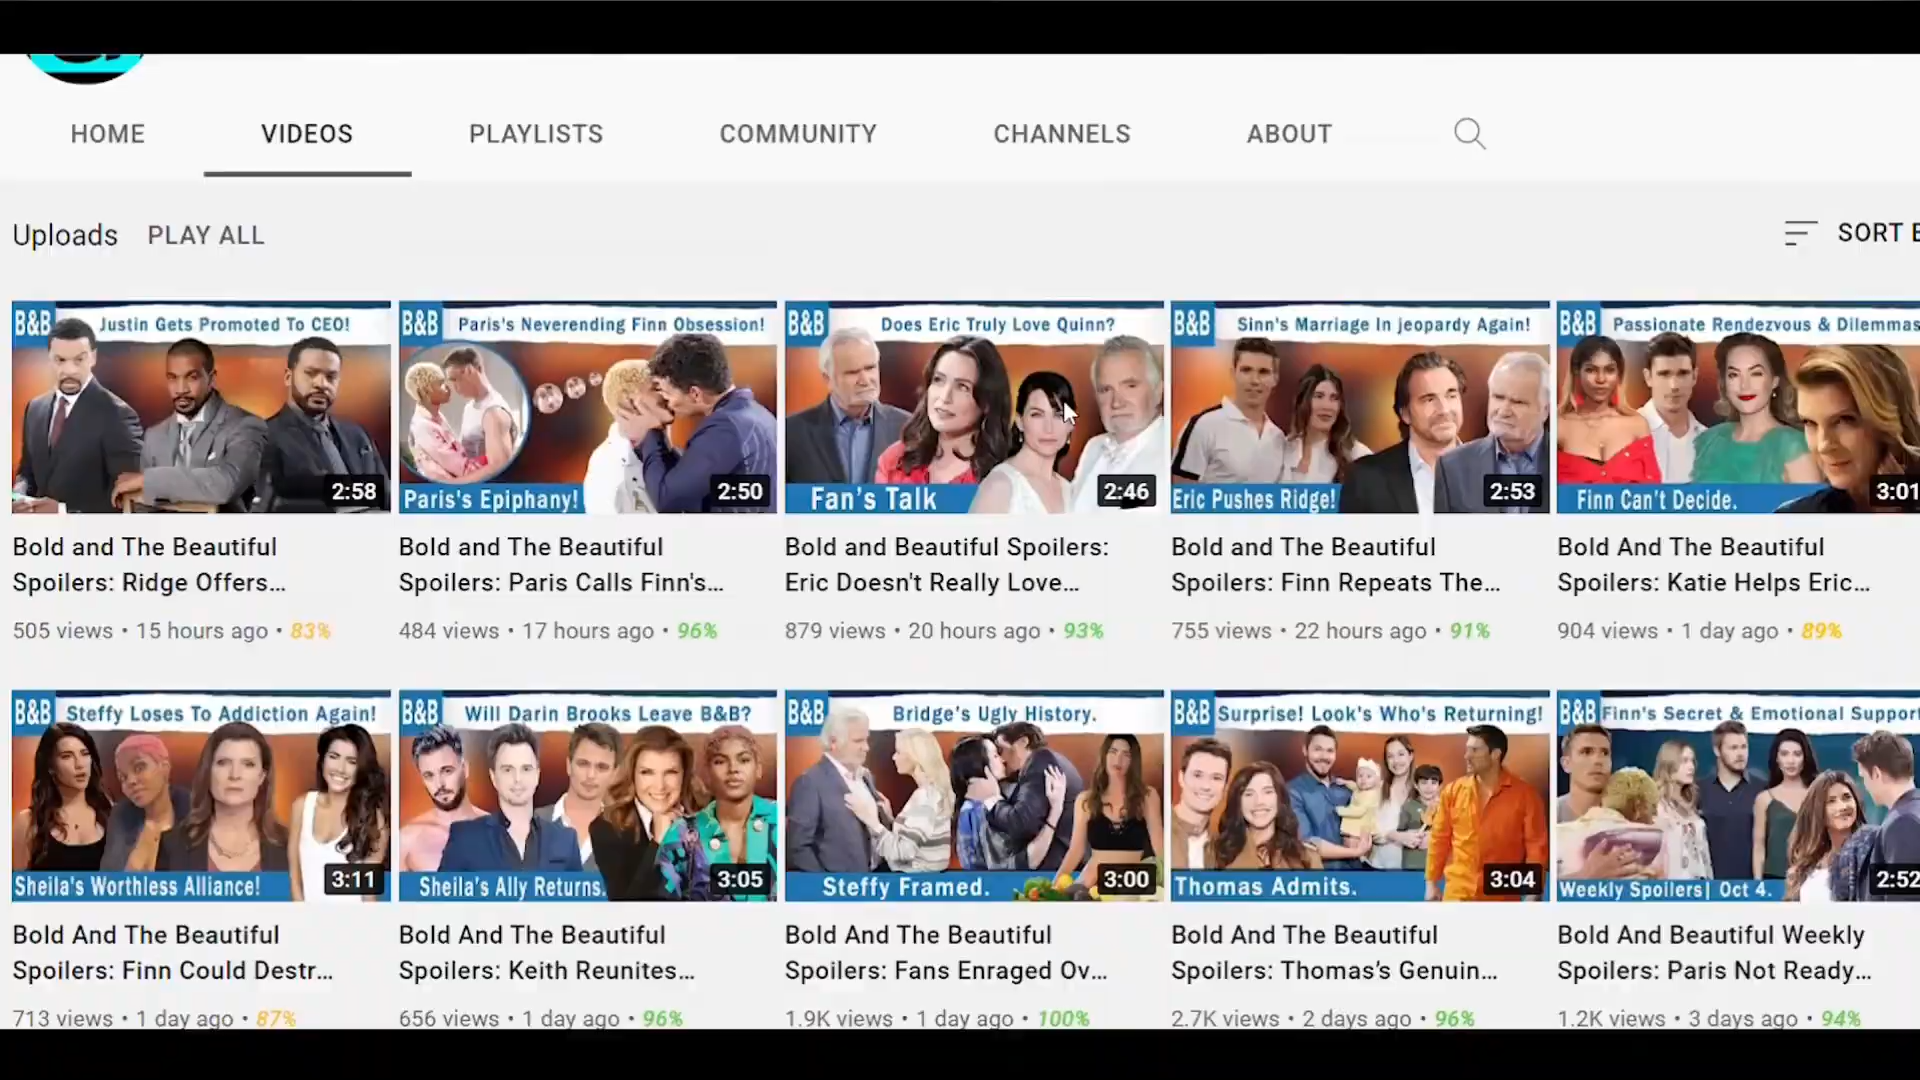 HOME VIDEOS PLAYLISTS COMMUNITY CHANNELS ABOUT
Uploads PLAY ALL
SORT
B&B Justin Gets Promoted To CEO!
2:58
B&B Paris's Neverending Finn Obsession!
Paris's Epiphany!
2:50
B&B Does Eric Truly Love Quinn?
Fan's Talk
2:46
B&B Sinn's Marriage In jeopardy Again!
Eric Pushes Ridge!
2:53
B&B Passionate Rendezvous & Dilemmas
Finn Can't Decide.
3:01
Bold and The Beautiful
Spoilers: Ridge Offers...
505 views • 15 hours ago • 83%
Bold and The Beautiful
Spoilers: Paris Calls Finn's...
484 views • 17 hours ago • 96%
Bold and Beautiful Spoilers:
Eric Doesn't Really Love...
879 views • 20 hours ago • 93%
Bold and The Beautiful
Spoilers: Finn Repeats The...
755 views • 22 hours ago • 91%
Bold And The Beautiful
Spoilers: Katie Helps Eric...
904 views • 1 day ago • 89%
B&B Steffy Loses To Addiction Again!
Sheila's Worthless Alliance!
3:11
B&B Will Darin Brooks Leave B&B?
Sheila's Ally Returns.
3:05
B&B Bridge's Ugly History.
Steffy Framed.
3:00
B&B Surprise! Look's Who's Returning!
Thomas Admits.
3:04
B&B Finn's Secret & Emotional Support
Weekly Spoilers| Oct 4.
2:52
Bold And The Beautiful
Spoilers: Finn Could Destr...
713 views • 1 day ago • 87%
Bold And The Beautiful
Spoilers: Keith Reunites...
656 views • 1 day ago • 96%
Bold And The Beautiful
Spoilers: Fans Enraged Ov...
1.9K views • 1 day ago • 100%
Bold And The Beautiful
Spoilers: Thomas's Genuin...
2.7K views • 2 days ago • 96%
Bold And Beautiful Weekly
Spoilers: Paris Not Ready...
1.2K views • 3 days ago • 94%